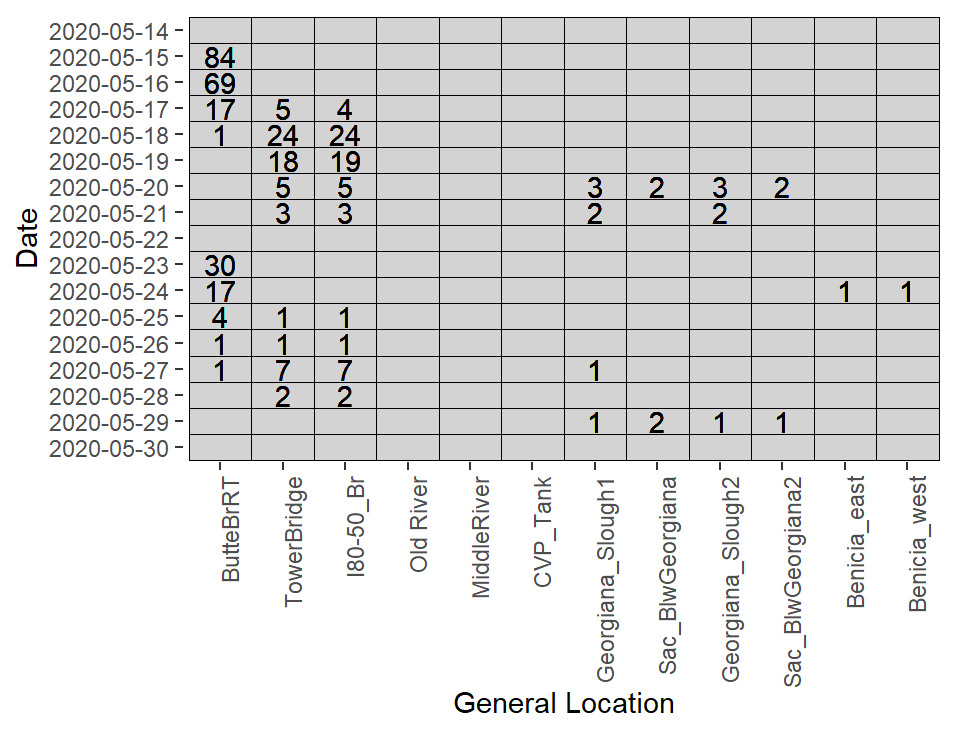 2020-05-14
2020-05-15 84
2020-05-16 69
2020-05-17 17 5 4
2020-05-18 1 24 24
2020-05-19 18 19
2020-05-20 5 5 3 2 3 2
2020-05-21 3 3 2 2
2020-05-22
2020-05-23 30
2020-05-24 17 1 1
2020-05-25 4 1 1
2020-05-26 1 1 1
2020-05-27 1 7 7 1
2020-05-28 2 2
2020-05-29 1 2 1 1
2020-05-30
Date
ButteBrRT
TowerBridge
I80-50_Br
Old River
MiddleRiver
CVP_Tank
Georgiana_Slough1
Sac_BlwGeorgiana
Georgiana_Slough2
Sac_BlwGeorgiana2
Benicia_east
Benicia_west
General Location